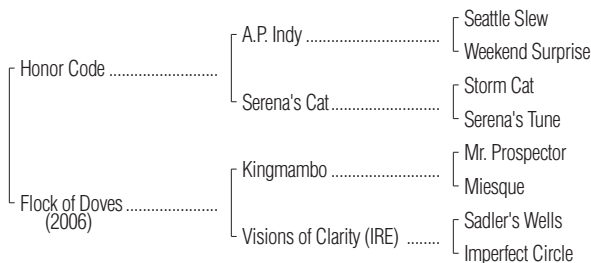 Seattle Slew
A.P. Indy ........................................
Weekend Surprise
Honor Code .................................
Storm Cat
Serena's Cat.................................
Serena's Tune
Mr. Prospector
Kingmambo .................................
Miesque
Flock of Doves ............................
(2006)
Sadler's Wells
Visions of Clarity (IRE) .........
Imperfect Circle